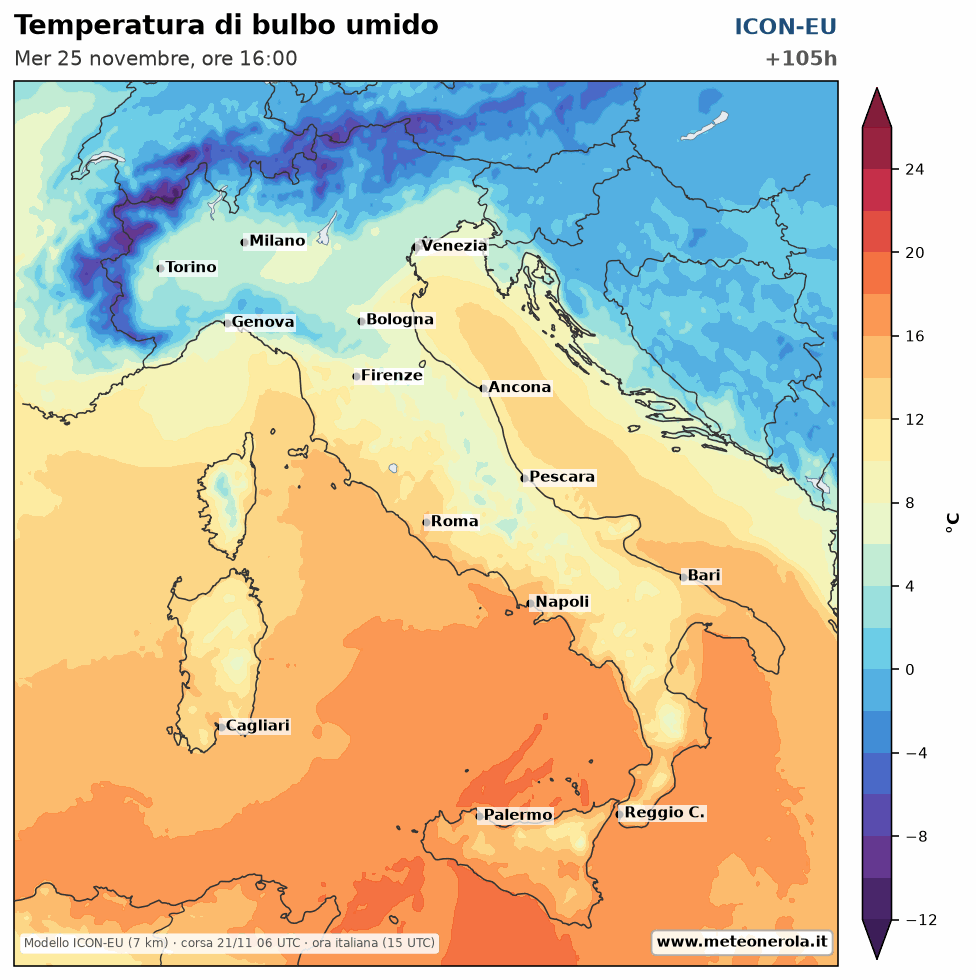 Temperatura di bulbo umido
ICON-EU
Mer 25 novembre, ore 16:00
+105h
Milano
Venezia
Torino
Genova
Bologna
Firenze
Ancona
Pescara
Roma
Bari
Napoli
Cagliari
Palermo
Reggio C.
24
20
16
12
8
4
0
−4
−8
−12
°C
Modello ICON-EU (7 km) · corsa 21/11 06 UTC · ora italiana (15 UTC)
www.meteonerola.it